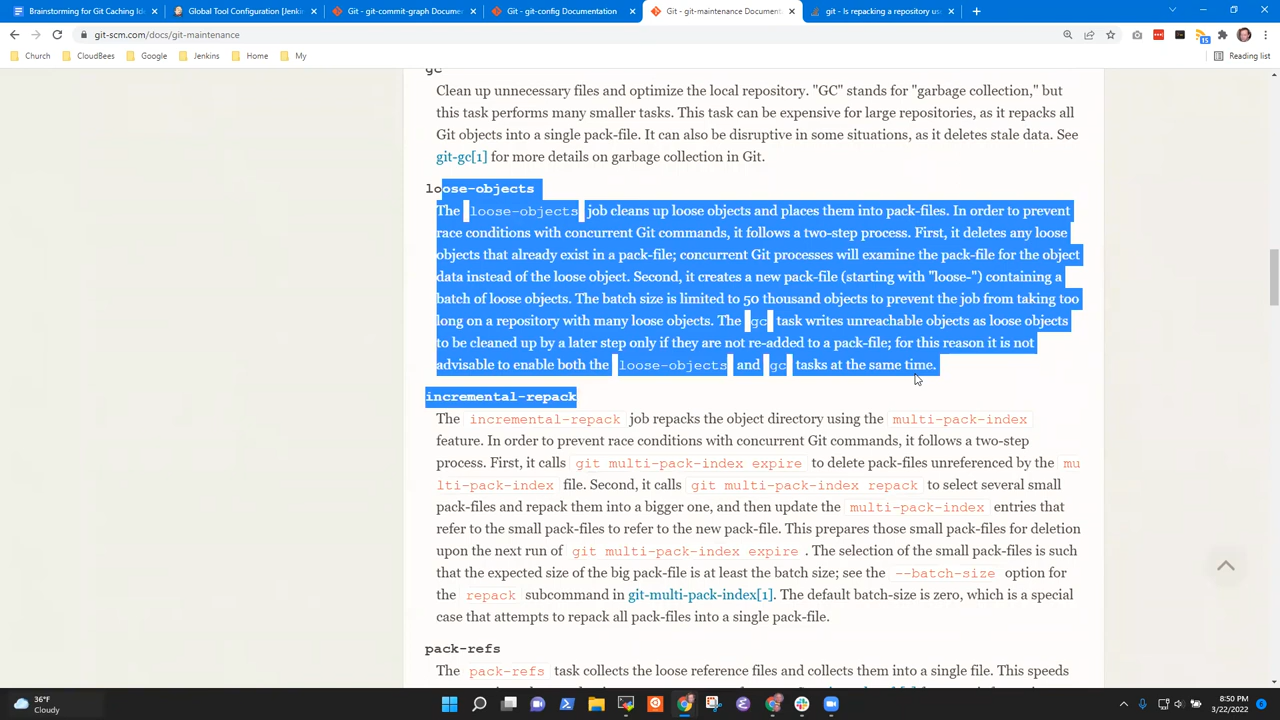 Brainstorming for Git Caching Id
Global Tool Configuration [Jenkin
Git - git-commit-graph Documen
Git - git-config Documentation
Git - git-maintenance Document
git - Is repacking a repository us
git-scm.com/docs/git-maintenance
15
Church
CloudBees
Google
Jenkins
Home
My
Reading list
gc
Clean up unnecessary files and optimize the local repository. "GC" stands for "garbage collection," but
this task performs many smaller tasks. This task can be expensive for large repositories, as it repacks all
Git objects into a single pack-file. It can also be disruptive in some situations, as it deletes stale data. See
git-gc[1] for more details on garbage collection in Git.
loose-objects
The loose-objects job cleans up loose objects and places them into pack-files. In order to prevent
race conditions with concurrent Git commands, it follows a two-step process. First, it deletes any loose
objects that already exist in a pack-file; concurrent Git processes will examine the pack-file for the object
data instead of the loose object. Second, it creates a new pack-file (starting with "loose-") containing a
batch of loose objects. The batch size is limited to 50 thousand objects to prevent the job from taking too
long on a repository with many loose objects. The gc task writes unreachable objects as loose objects
to be cleaned up by a later step only if they are not re-added to a pack-file; for this reason it is not
advisable to enable both the loose-objects and gc tasks at the same time.
incremental-repack
The incremental-repack job repacks the object directory using the multi-pack-index
feature. In order to prevent race conditions with concurrent Git commands, it follows a two-step
process. First, it calls git multi-pack-index expire to delete pack-files unreferenced by the mu
lti-pack-index file. Second, it calls git multi-pack-index repack to select several small
pack-files and repack them into a bigger one, and then update the multi-pack-index entries that
refer to the small pack-files to refer to the new pack-file. This prepares those small pack-files for deletion
upon the next run of git multi-pack-index expire . The selection of the small pack-files is such
that the expected size of the big pack-file is at least the batch size; see the --batch-size option for
the repack subcommand in git-multi-pack-index[1]. The default batch-size is zero, which is a special
case that attempts to repack all pack-files into a single pack-file.
pack-refs
The pack-refs task collects the loose reference files and collects them into a single file. This speeds
36°F
Cloudy
8:50 PM
3/22/2022